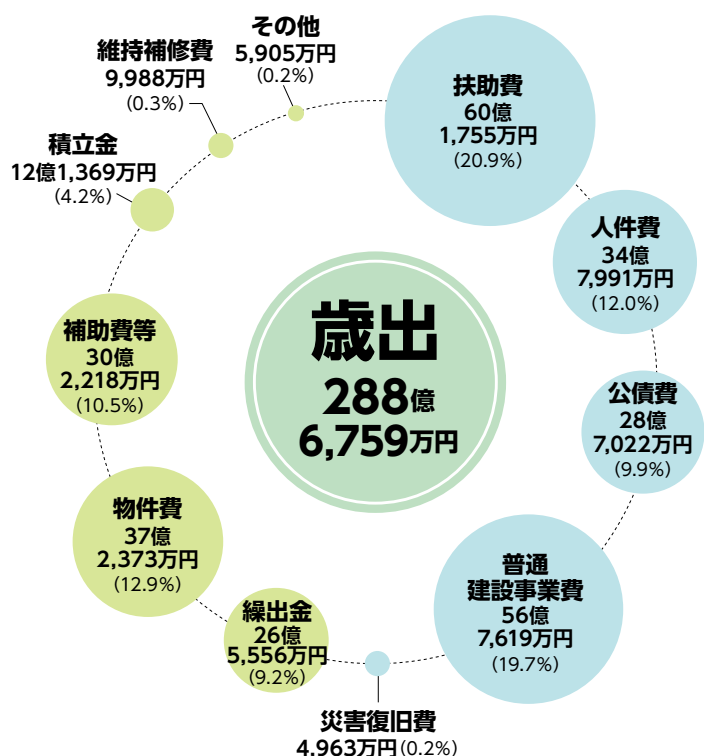 歳出
288億
6,759万円
扶助費
60億
1,755万円
(20.9%)
人件費
34億
7,991万円
(12.0%)
公債費
28億
7,022万円
(9.9%)
普通
建設事業費
56億
7,619万円
(19.7%)
災害復旧費
4,963万円(0.2%)
繰出金
26億
5,556万円
(9.2%)
物件費
37億
2,373万円
(12.9%)
補助費等
30億
2,218万円
(10.5%)
積立金
12億1,369万円
(4.2%)
維持補修費
9,988万円
(0.3%)
その他
5,905万円
(0.2%)